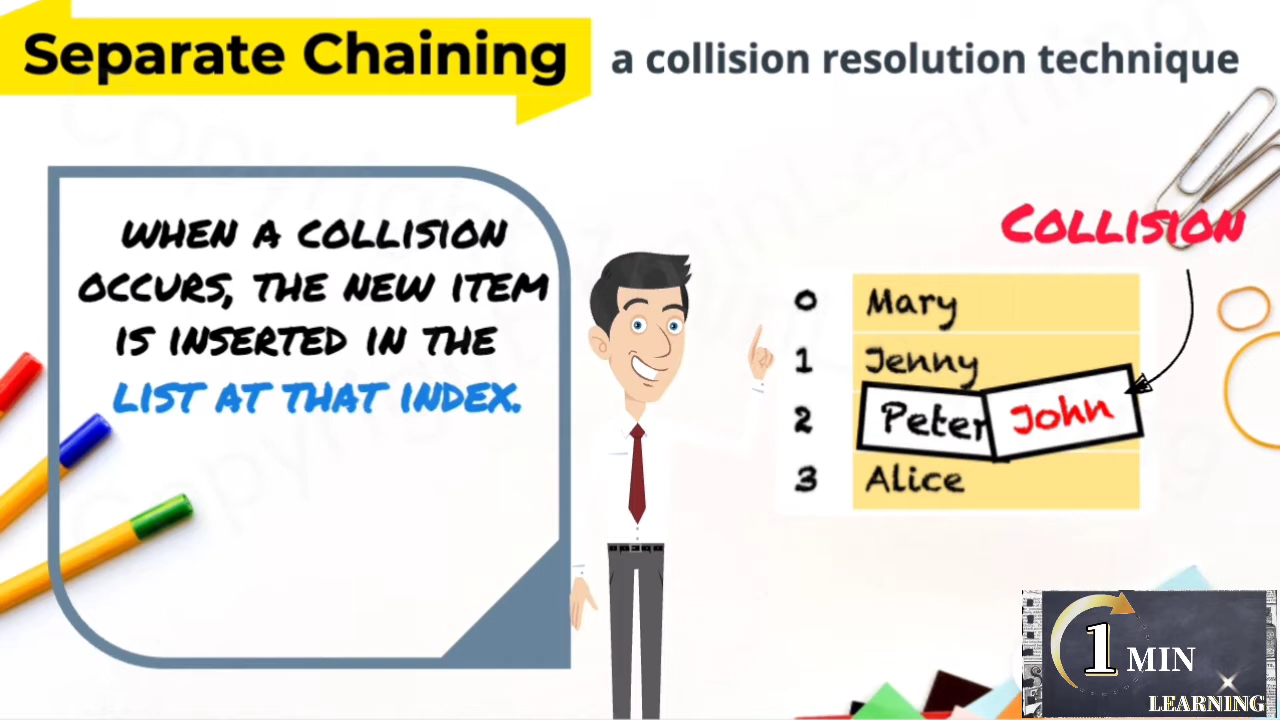 Separate Chaining
a collision resolution technique
WHEN A COLLISION
OCCURS, THE NEW ITEM
IS INSERTED IN THE
LIST AT THAT INDEX.
COLLISION
0 Mary
1 Jenny
2 Peter John
3 Alice
1 MIN
LEARNING